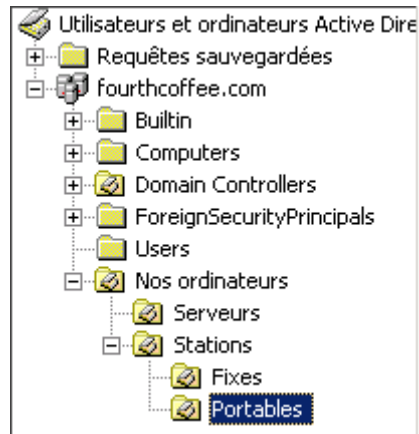 Utilisateurs et ordinateurs Active Dire
Requêtes sauvegardées
fourthcoffee.com
Builtin
Computers
Domain Controllers
ForeignSecurityPrincipals
Users
Nos ordinateurs
Serveurs
Stations
Fixes
Portables